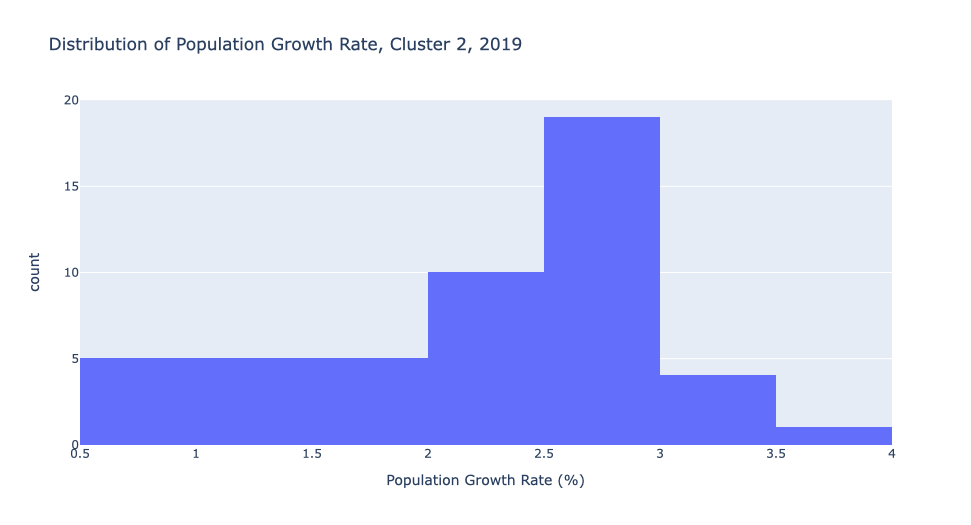 Distribution of Population Growth Rate, Cluster 2, 2019
20
15
10
5
0
count
0.5 1 1.5 2 2.5 3 3.5 4
Population Growth Rate (%)